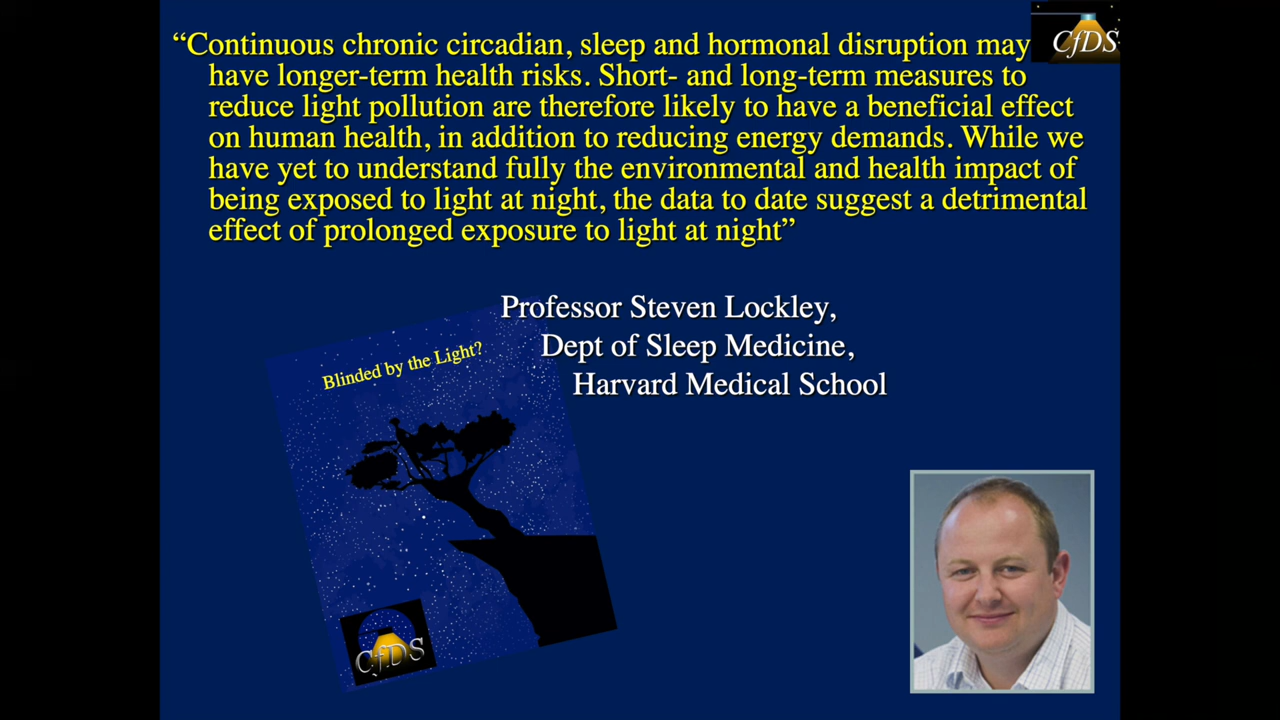 “Continuous chronic circadian, sleep and hormonal disruption may
have longer-term health risks. Short- and long-term measures to
reduce light pollution are therefore likely to have a beneficial effect
on human health, in addition to reducing energy demands. While we
have yet to understand fully the environmental and health impact of
being exposed to light at night, the data to date suggest a detrimental
effect of prolonged exposure to light at night”
CfDS
Professor Steven Lockley,
Dept of Sleep Medicine,
Harvard Medical School
Blinded by the Light?
CfDS